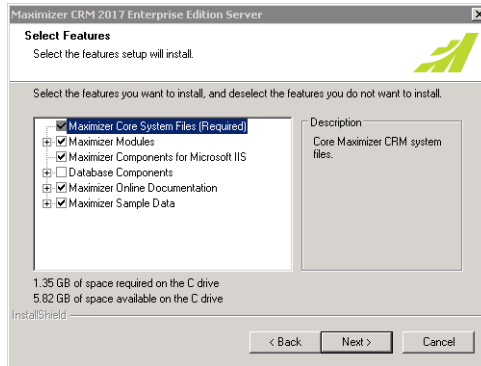 Maximizer CRM 2017 Enterprise Edition Server
Select Features
Select the features setup will install.
Select the features you want to install, and deselect the features you do not want to install.
Maximizer Core System Files (Required)
Maximizer Modules
Maximizer Components for Microsoft IIS
Database Components
Maximizer Online Documentation
Maximizer Sample Data
Description
Core Maximizer CRM system
files.
1.35 GB of space required on the C drive
5.82 GB of space available on the C drive
InstallShield
< Back
Next >
Cancel